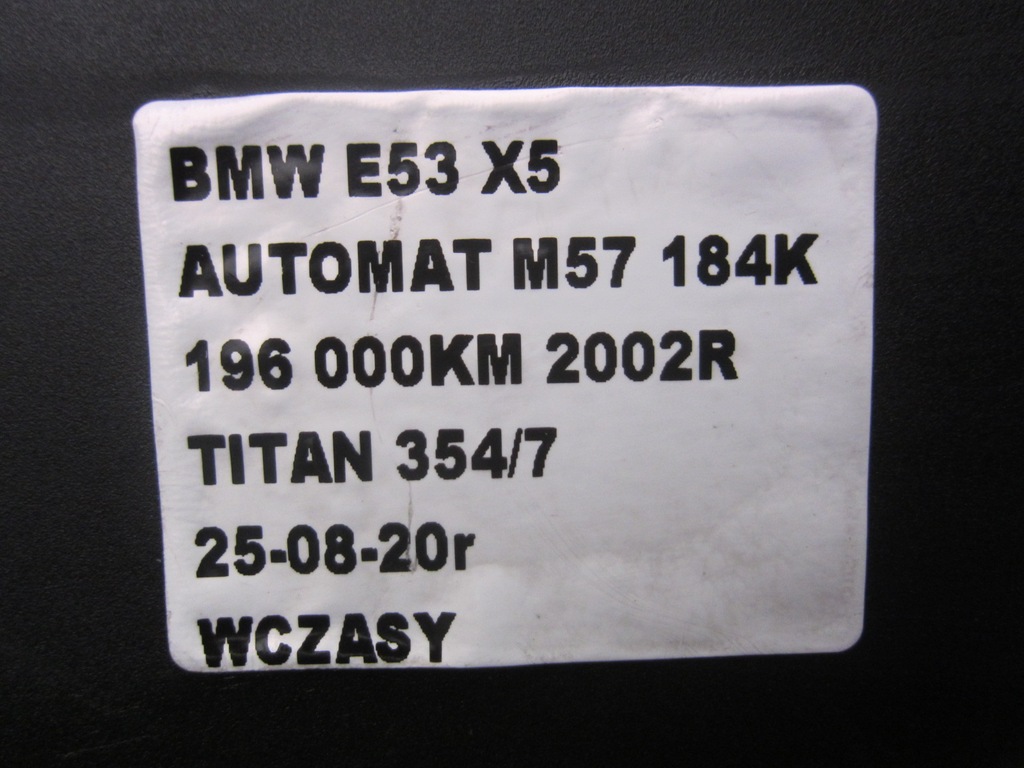 BMW E53 X5
AUTOMAT M57 184K
196 000KM 2002R
TITAN 354/7
25-08-20r
WCZASY